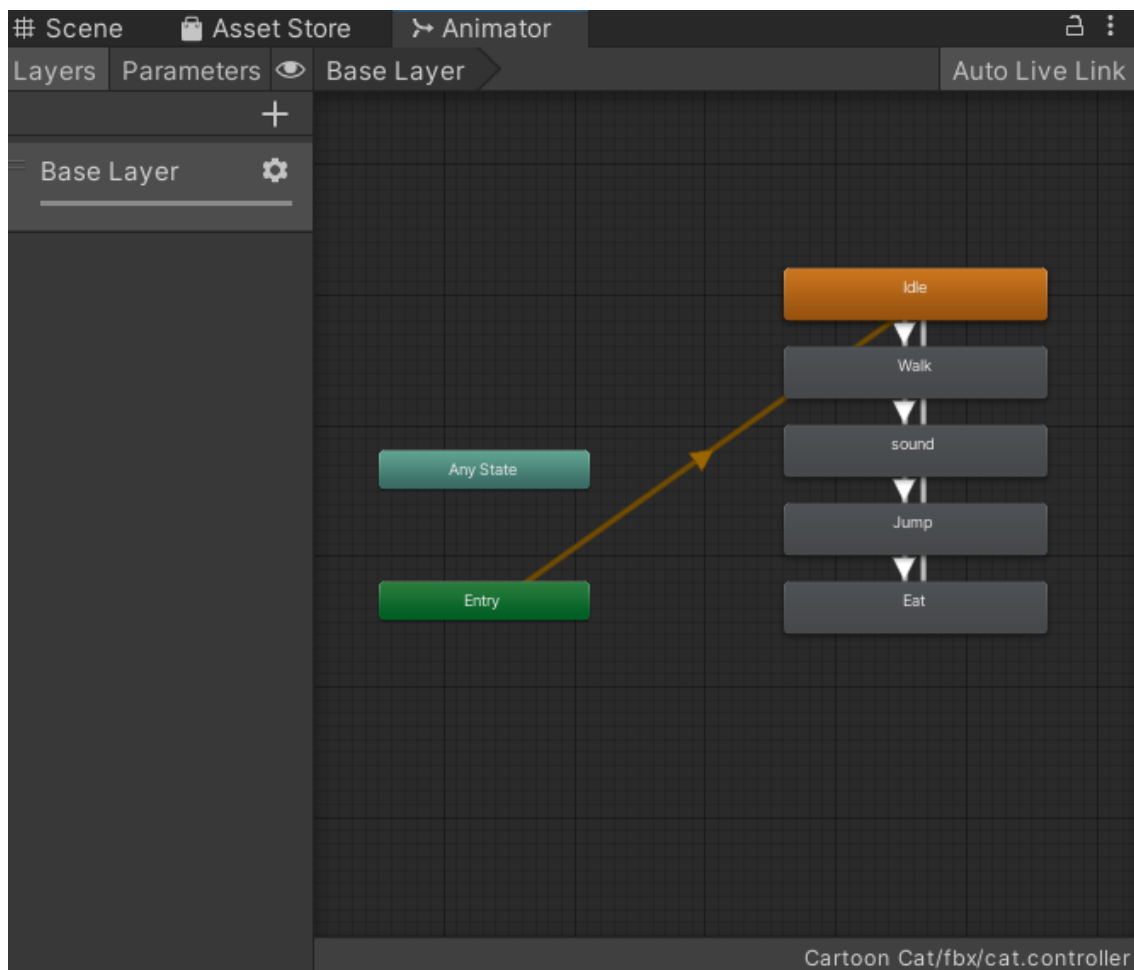 Scene Asset Store Animator
Layers Parameters Base Layer Auto Live Link
Base Layer
Idle
Walk
sound
Any State
Jump
Entry
Eat
Cartoon Cat/fbx/cat.controller